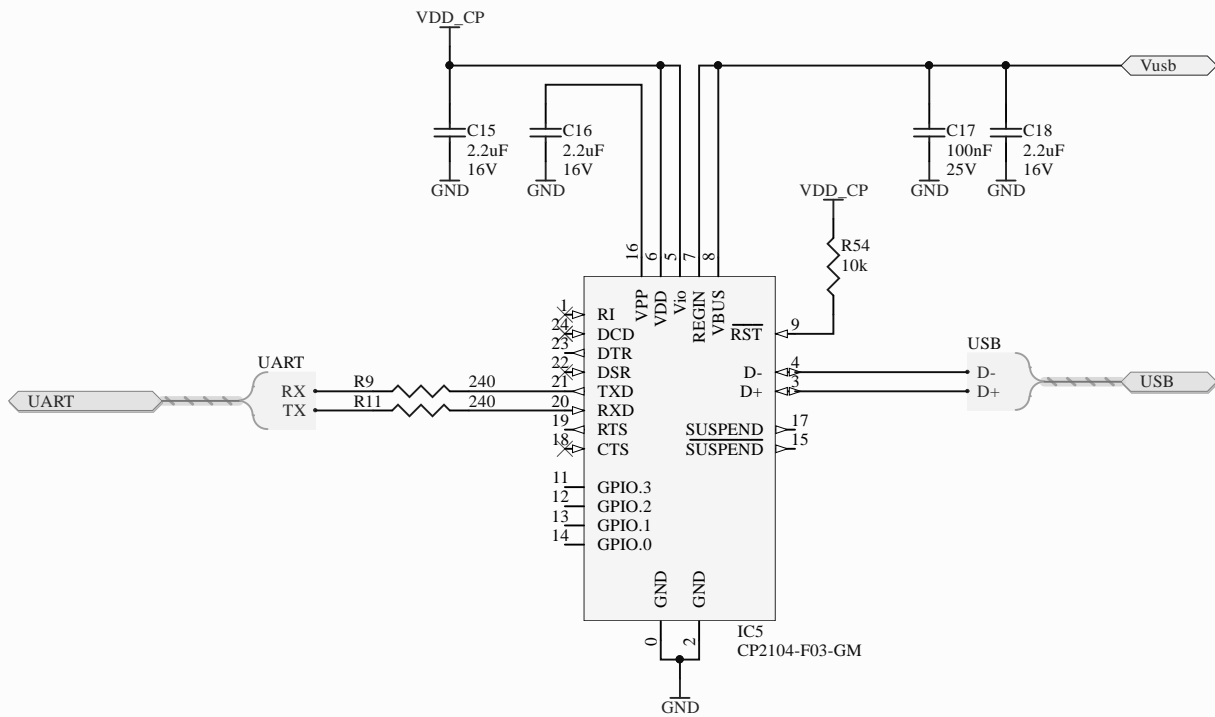 VDD_CP
Vusb
C15
2.2uF
16V
GND
C16
2.2uF
16V
GND
C17
100nF
25V
GND
C18
2.2uF
16V
GND
VDD_CP
R54
10k
16
6
5
7
8
VPP
VDD
Vio
REGIN
VBUS
1 RI
24 DCD
23 DTR
22 DSR
21 TXD
20 RXD
19 RTS
18 CTS
11 GPIO.3
12 GPIO.2
13 GPIO.1
14 GPIO.0
RST 9
D- 4
D+ 3
SUSPEND 17
SUSPEND 15
UART
UART
RX
TX
R9 240
R11 240
USB
D-
D+
USB
GND
GND
0
2
GND
IC5
CP2104-F03-GM